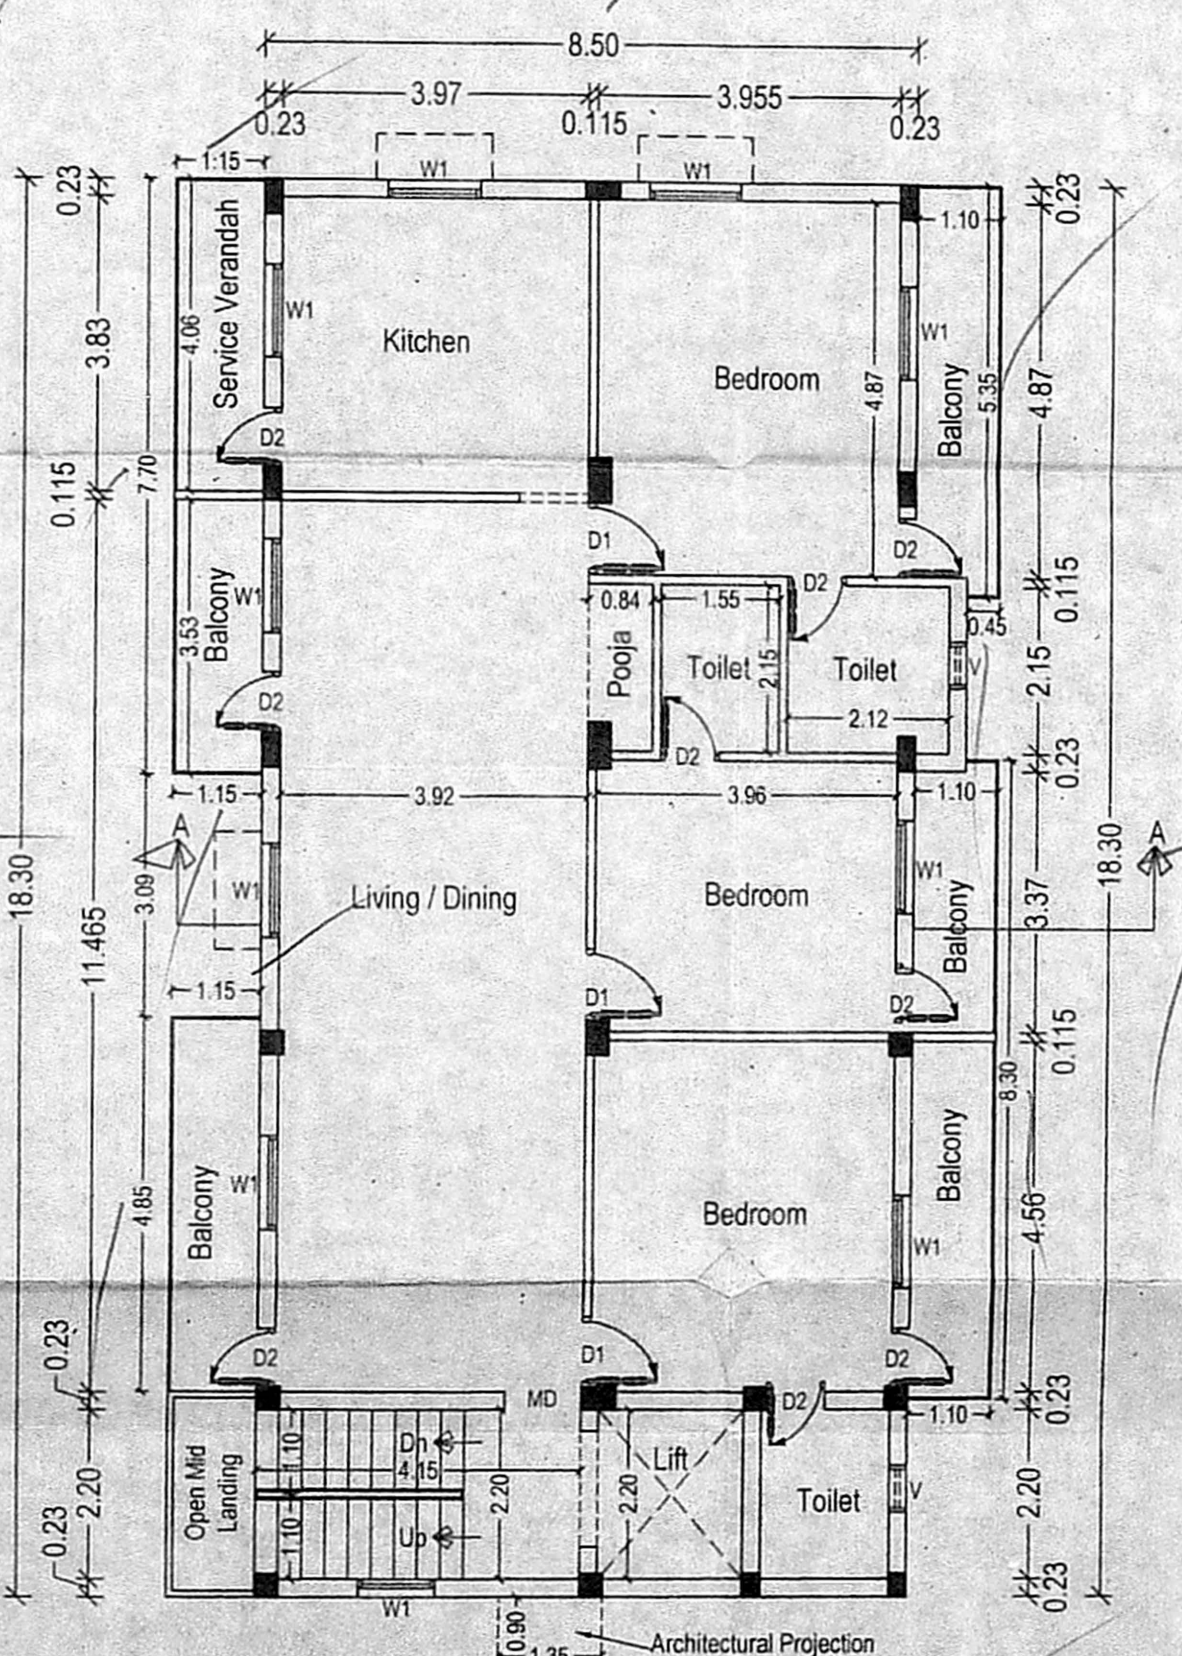 8.50
3.97
3.955
0.23
0.115
0.23
1:15
W1
W1
0.23
0.23
1.10
Service Verandah
4.06
W1
Kitchen
Bedroom
4.87
W1
Balcony
5.35
4.87
0.23
3.83
7.70
0.115
D2
D1
D2
D2
Balcony
3.53
W1
D2
0.84
1.55
Pooja
Toilet
2.15
Toilet
2.12
0.45
V
0.115
2.15
D2
0.23
1.15
3.92
3.96
1.10
A
A
18.30
11.465
3.09
W1
Living / Dining
Bedroom
W1
Balcony
3.37
18.30
1.15
D1
D2
0.115
8.30
Balcony
W1
4.85
Bedroom
Balcony
W1
4.56
0.23
D2
D1
D2
MD
D2
0.23
1.10
Open Mid
Landing
1.10
Dn
4.15
2.20
2.20
Lift
Toilet
V
2.20
2.20
1.10
Up
0.23
0.23
W1
0.90
1.35
Architectural Projection